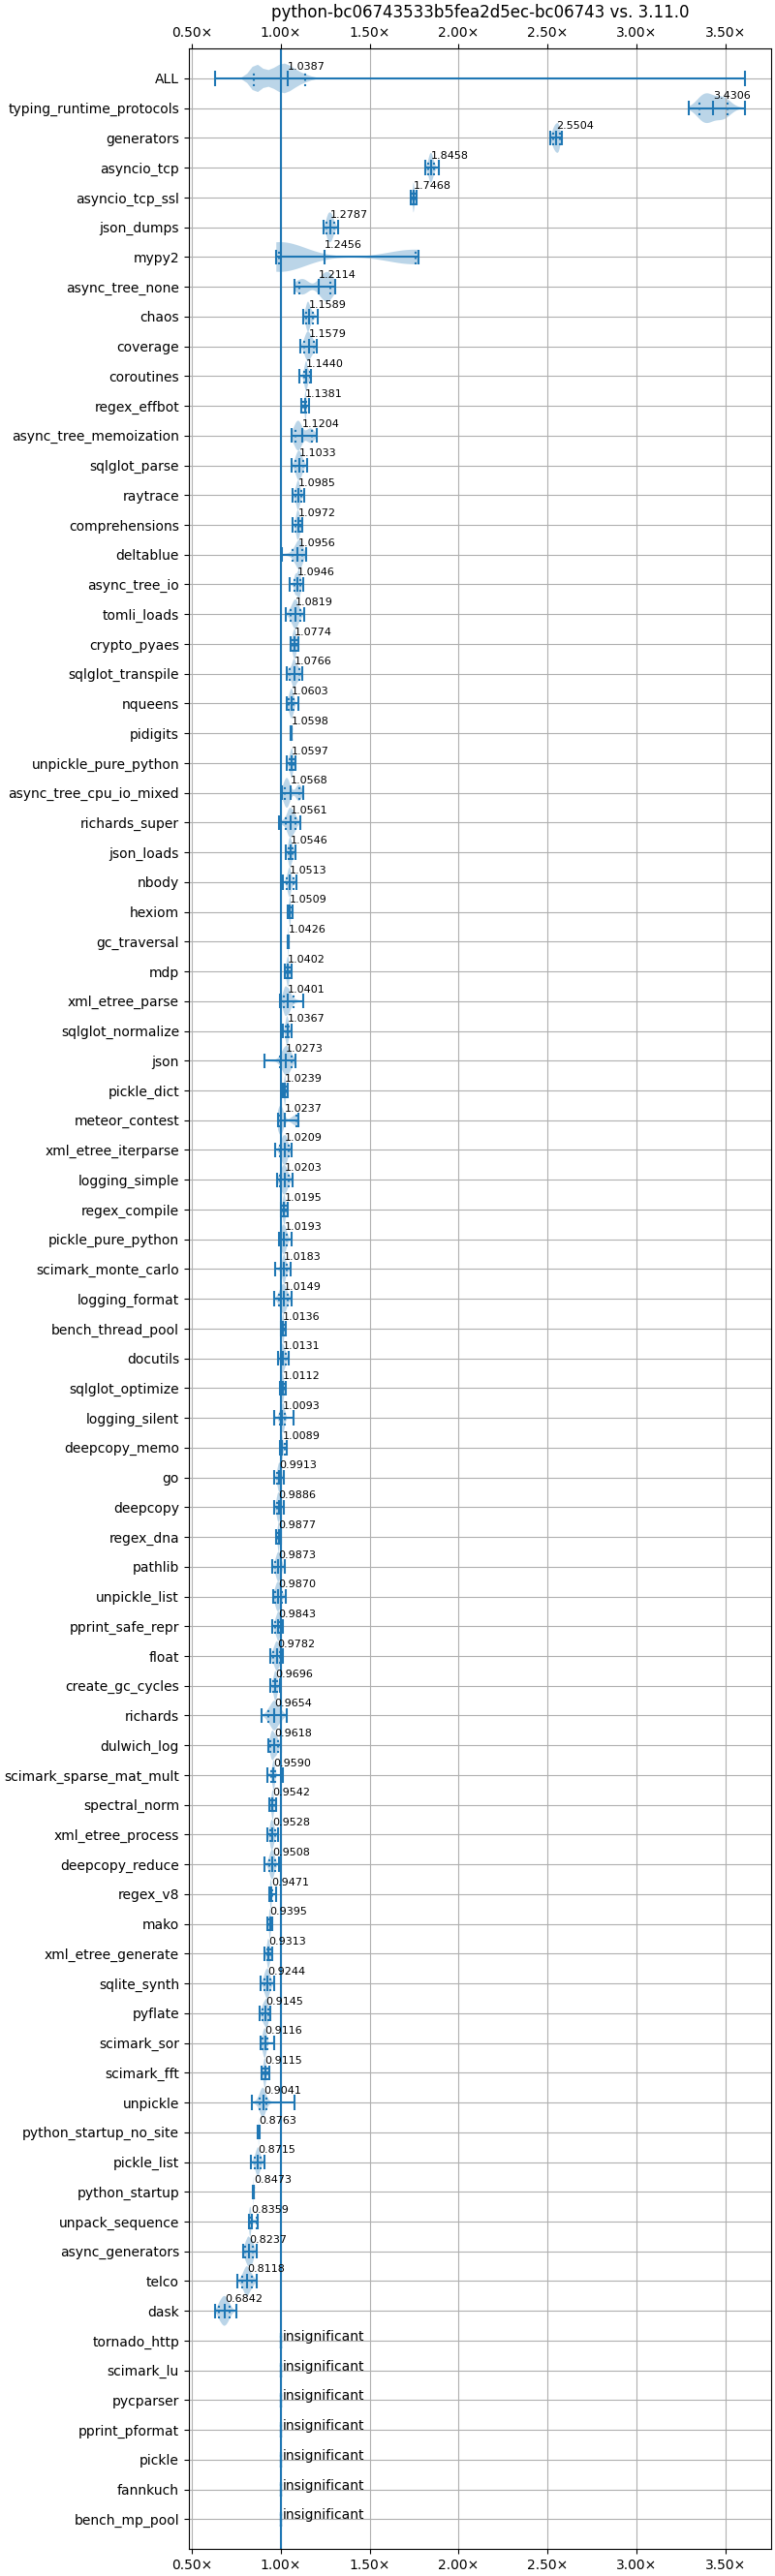 python-bc06743533b5fea2d5ec-bc06743 vs. 3.11.0
0.50× 1.00× 1.50× 2.00× 2.50× 3.00× 3.50×
ALL 1.0387
typing_runtime_protocols 3.4306
generators 2.5504
asyncio_tcp 1.8458
asyncio_tcp_ssl 1.7468
json_dumps 1.2787
mypy2 1.2456
async_tree_none 1.2114
chaos 1.1589
coverage 1.1579
coroutines 1.1440
regex_effbot 1.1381
async_tree_memoization 1.1204
sqlglot_parse 1.1033
raytrace 1.0985
comprehensions 1.0972
deltablue 1.0956
async_tree_io 1.0946
tomli_loads 1.0819
crypto_pyaes 1.0774
sqlglot_transpile 1.0766
nqueens 1.0603
pidigits 1.0598
unpickle_pure_python 1.0597
async_tree_cpu_io_mixed 1.0568
richards_super 1.0561
json_loads 1.0546
nbody 1.0513
hexiom 1.0509
gc_traversal 1.0426
mdp 1.0402
xml_etree_parse 1.0401
sqlglot_normalize 1.0367
json 1.0273
pickle_dict 1.0239
meteor_contest 1.0237
xml_etree_iterparse 1.0209
logging_simple 1.0203
regex_compile 1.0195
pickle_pure_python 1.0193
scimark_monte_carlo 1.0183
logging_format 1.0149
bench_thread_pool 1.0136
docutils 1.0131
sqlglot_optimize 1.0112
logging_silent 1.0093
deepcopy_memo 1.0089
go 0.9913
deepcopy 0.9886
regex_dna 0.9877
pathlib 0.9873
unpickle_list 0.9870
pprint_safe_repr 0.9843
float 0.9782
create_gc_cycles 0.9696
richards 0.9654
dulwich_log 0.9618
scimark_sparse_mat_mult 0.9590
spectral_norm 0.9542
xml_etree_process 0.9528
deepcopy_reduce 0.9508
regex_v8 0.9471
mako 0.9395
xml_etree_generate 0.9313
sqlite_synth 0.9244
pyflate 0.9145
scimark_sor 0.9116
scimark_fft 0.9115
unpickle 0.9041
python_startup_no_site 0.8763
pickle_list 0.8715
python_startup 0.8473
unpack_sequence 0.8359
async_generators 0.8237
telco 0.8118
dask 0.6842
tornado_http insignificant
scimark_lu insignificant
pycparser insignificant
pprint_pformat insignificant
pickle insignificant
fannkuch insignificant
bench_mp_pool insignificant
0.50× 1.00× 1.50× 2.00× 2.50× 3.00× 3.50×